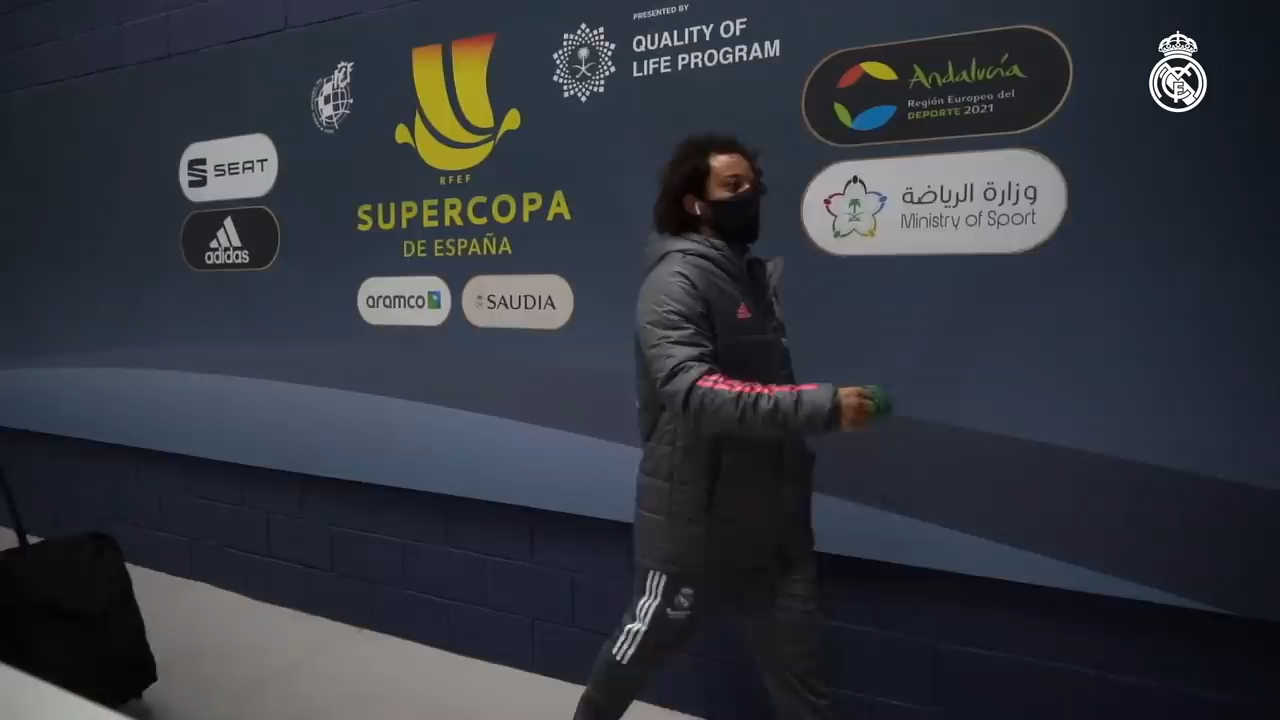 rfef
RFEF
SUPERCOPA
DE ESPAÑA
SEAT
adidas
aramco
SAUDIA
PRESENTED BY
QUALITY OF
LIFE PROGRAM
Andalucía
Región Europea del
DEPORTE 2021
وزارة الرياضة
Ministry of Sport